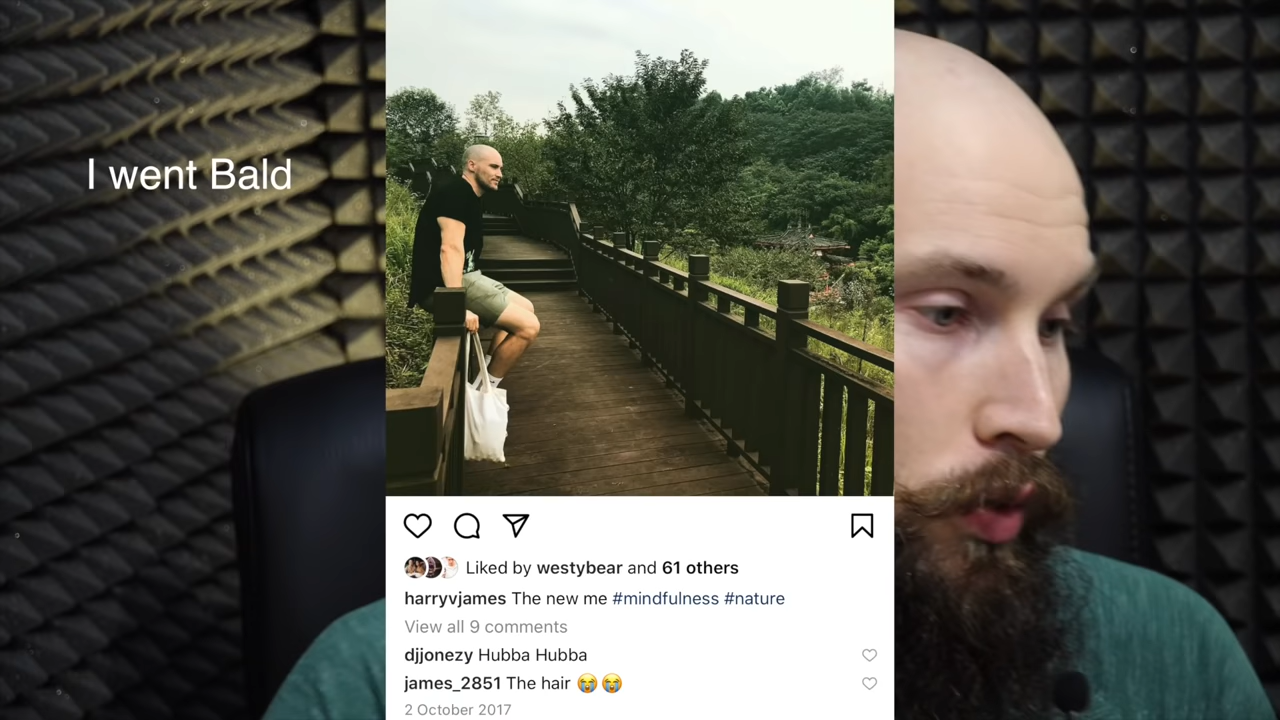 I went Bald
Liked by westybear and 61 others
harryvjames The new me #mindfulness #nature
View all 9 comments
djjonezy Hubba Hubba
james_2851 The hair 😭😭
2 October 2017